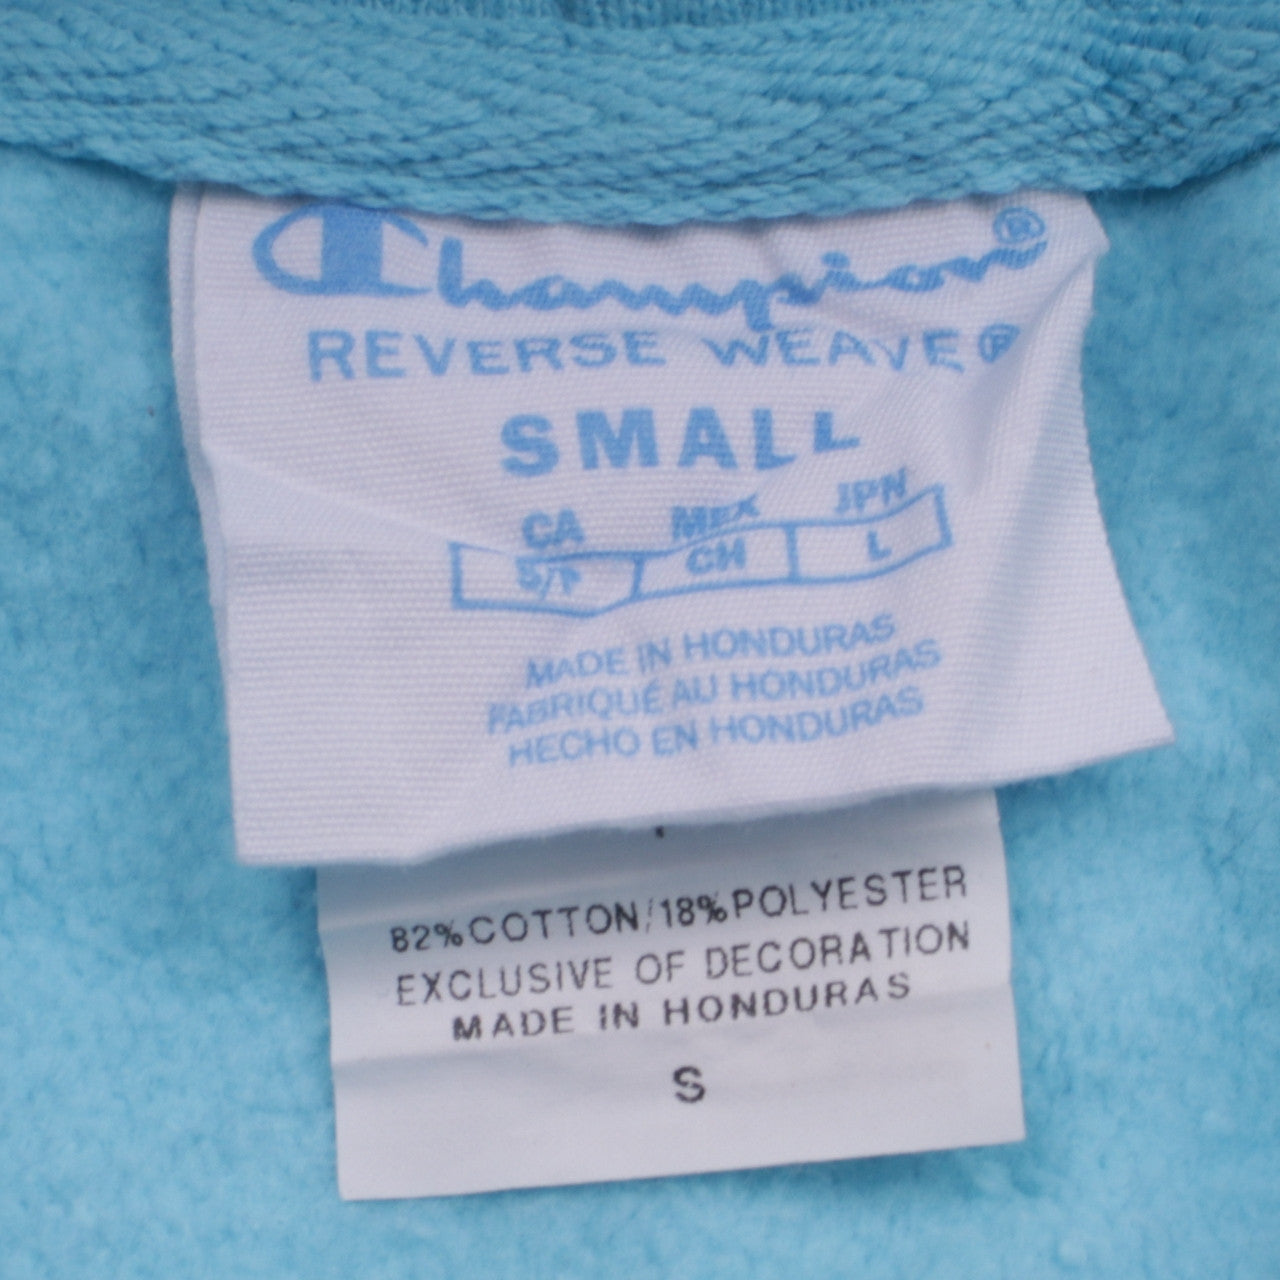 Champion®
REVERSE WEAVE®
SMALL
CA MEX JPN
S/P CH L
MADE IN HONDURAS
FABRIQUÉ AU HONDURAS
HECHO EN HONDURAS
82% COTTON/18% POLYESTER
EXCLUSIVE OF DECORATION
MADE IN HONDURAS
S